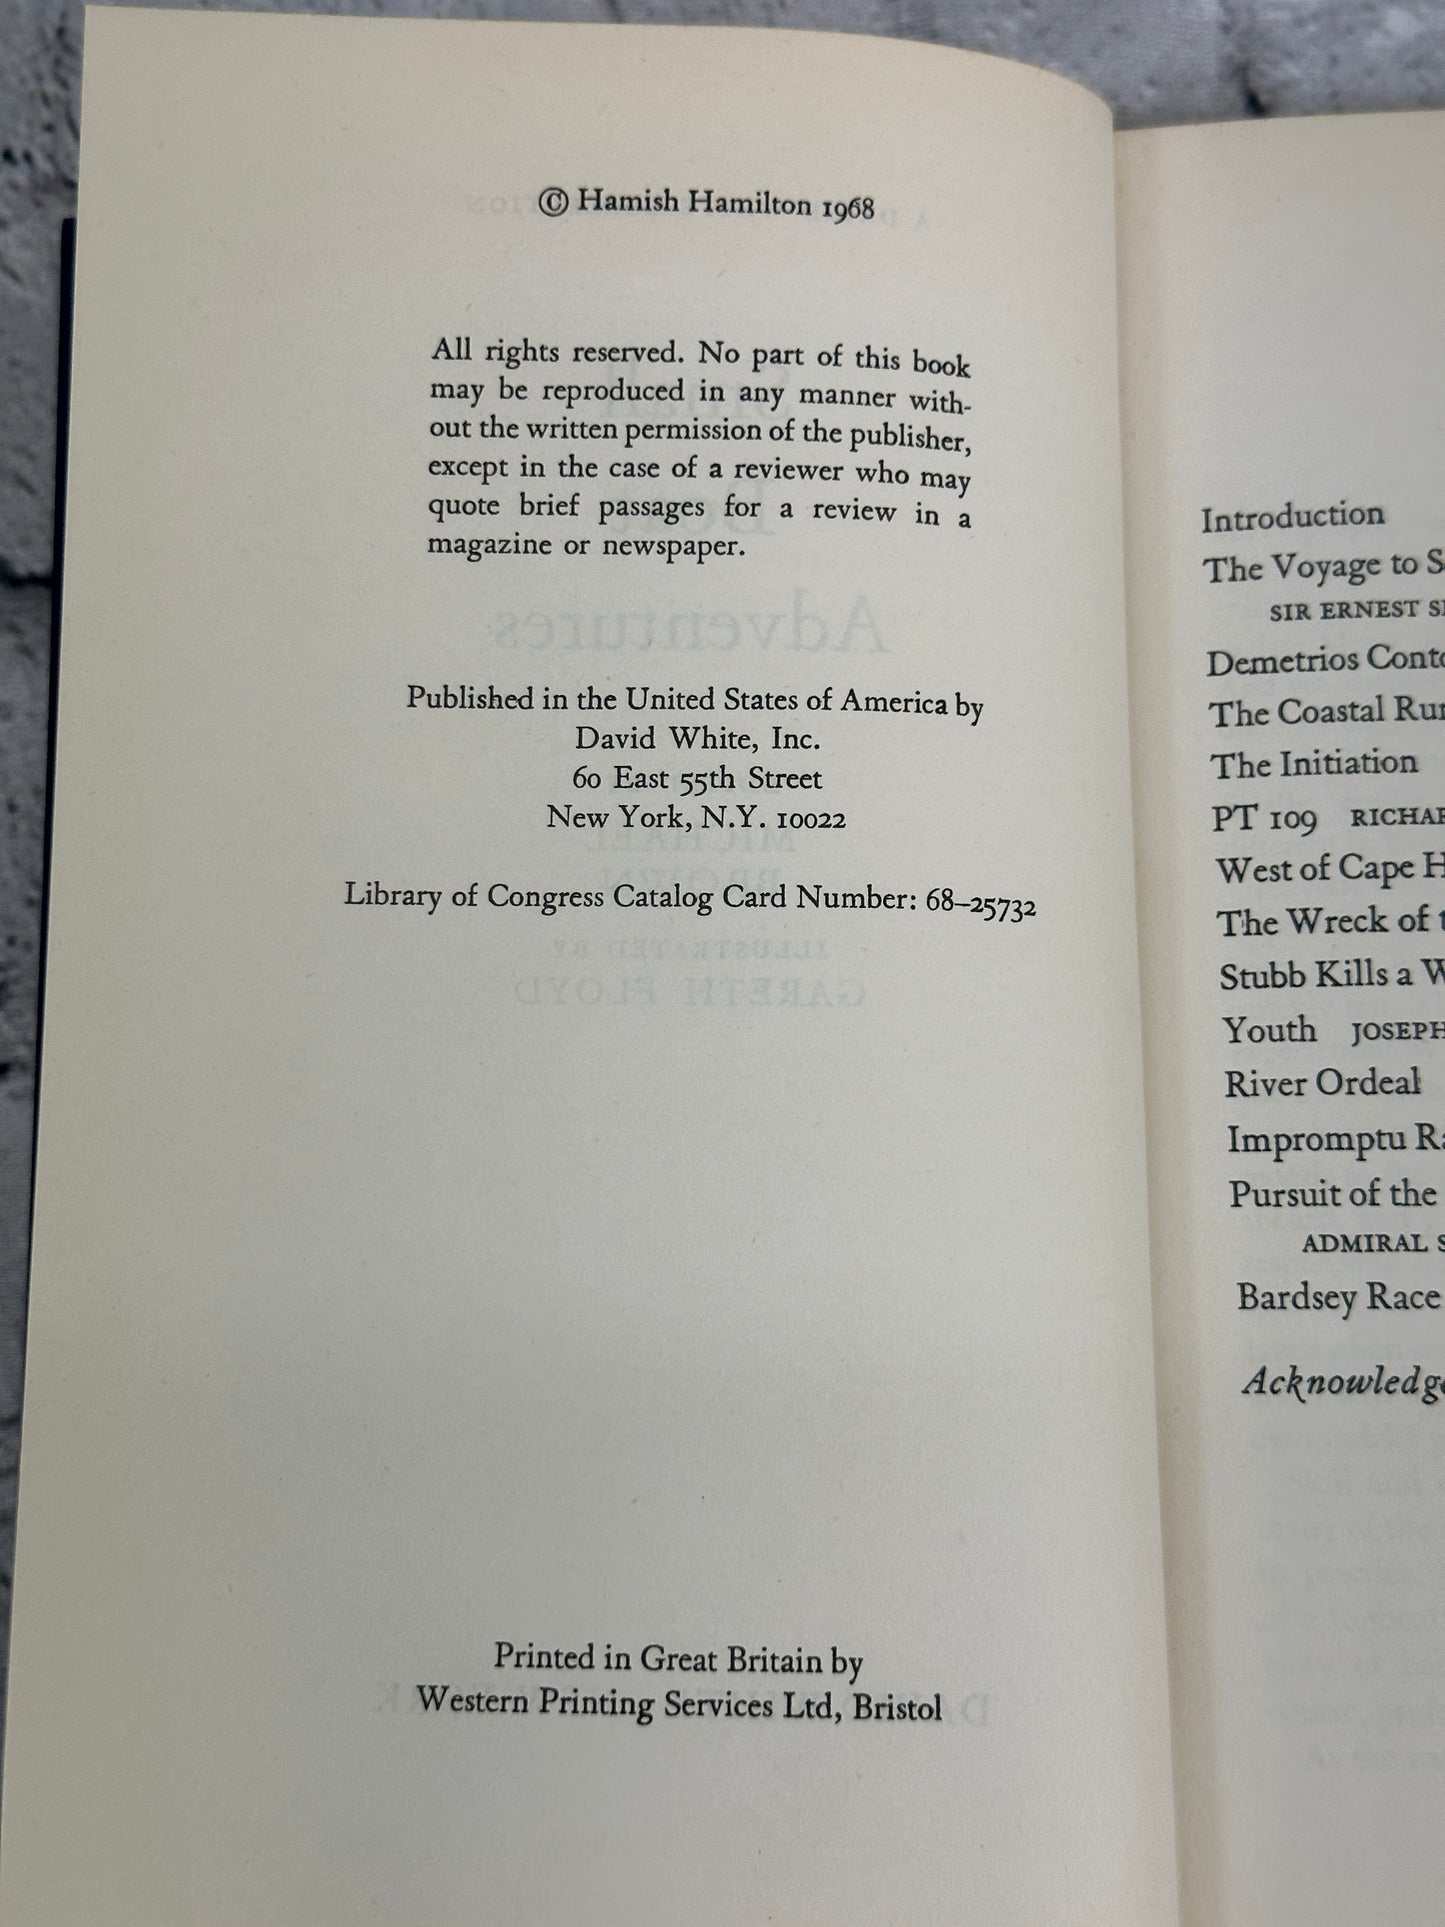 © Hamish Hamilton 1968
All rights reserved. No part of this book
may be reproduced in any manner with-
out the written permission of the publisher,
except in the case of a reviewer who may
quote brief passages for a review in a
magazine or newspaper.
Published in the United States of America by
David White, Inc.
60 East 55th Street
New York, N.Y. 10022
Library of Congress Catalog Card Number: 68–25732
Printed in Great Britain by
Western Printing Services Ltd, Bristol
Introduction
The Voyage to
SIR ERNEST
Demetrios
The Coastal
The Initiation
PT 109
West of Cape
The Wreck of
Stubb Kills a
Youth JOSEPH
River Ordeal
Impromptu
Pursuit of the
ADMIRAL
Bardsey Race